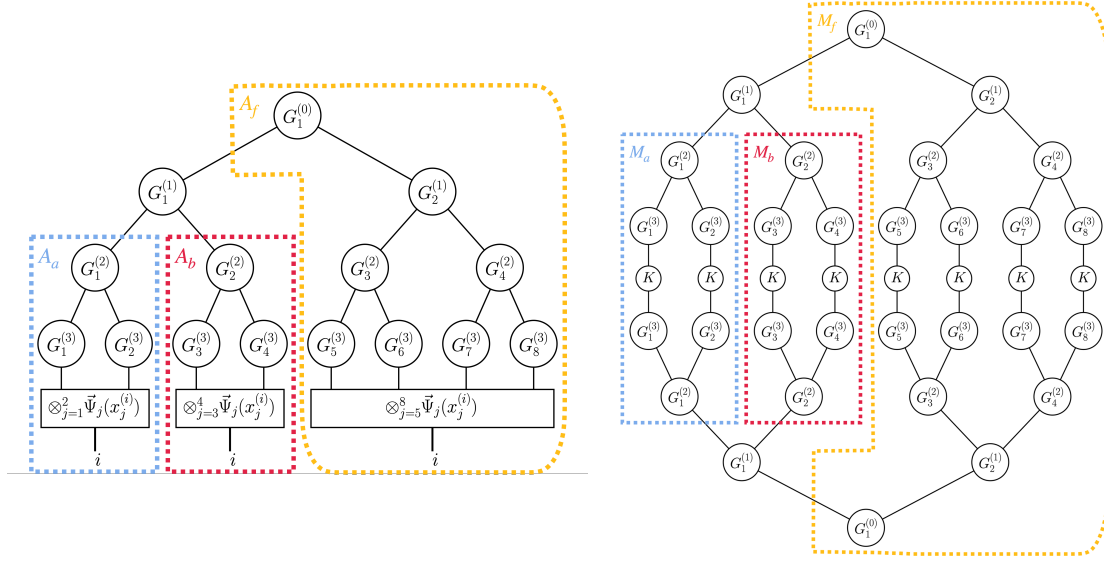 A_f
G_1^{(0)}
G_1^{(1)} G_2^{(1)}
A_a A_b
G_1^{(2)} G_2^{(2)} G_3^{(2)} G_4^{(2)}
G_1^{(3)} G_2^{(3)} G_3^{(3)} G_4^{(3)} G_5^{(3)} G_6^{(3)} G_7^{(3)} G_8^{(3)}
⊗_{j=1}^{2} \vec{Ψ}_j(x_j^{(i)}) ⊗_{j=3}^{4} \vec{Ψ}_j(x_j^{(i)}) ⊗_{j=5}^{8} \vec{Ψ}_j(x_j^{(i)})
i i i
M_f
G_1^{(0)}
G_1^{(1)} G_2^{(1)}
M_a M_b
G_1^{(2)} G_2^{(2)} G_3^{(2)} G_4^{(2)}
G_1^{(3)} G_2^{(3)} G_3^{(3)} G_4^{(3)} G_5^{(3)} G_6^{(3)} G_7^{(3)} G_8^{(3)}
K K K K K K K K
G_1^{(3)} G_2^{(3)} G_3^{(3)} G_4^{(3)} G_5^{(3)} G_6^{(3)} G_7^{(3)} G_8^{(3)}
G_1^{(2)} G_2^{(2)} G_3^{(2)} G_4^{(2)}
G_1^{(1)} G_2^{(1)}
G_1^{(0)}